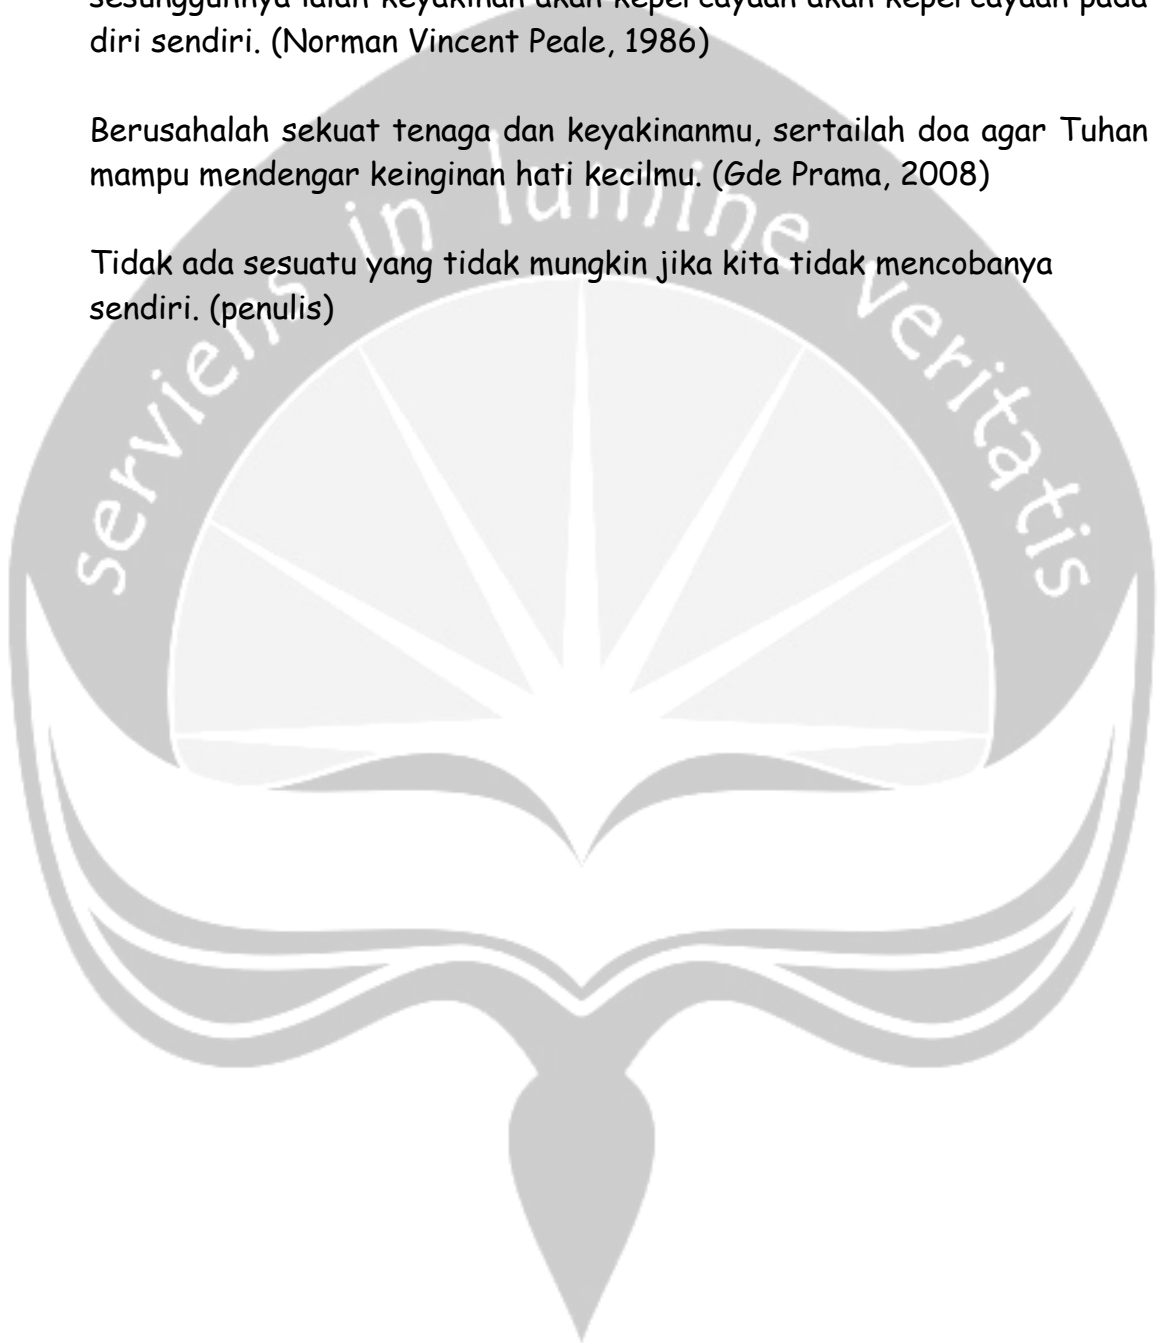 sesungguhnya ialah keyakinan akan kepercayaan akan kepercayaan pada
diri sendiri. (Norman Vincent Peale, 1986)
Berusahalah sekuat tenaga dan keyakinanmu, sertailah doa agar Tuhan
mampu mendengar keinginan hati kecilmu. (Gde Prama, 2008)
Tidak ada sesuatu yang tidak mungkin jika kita tidak mencobanya
sendiri. (penulis)
serviens in lumine veritatis